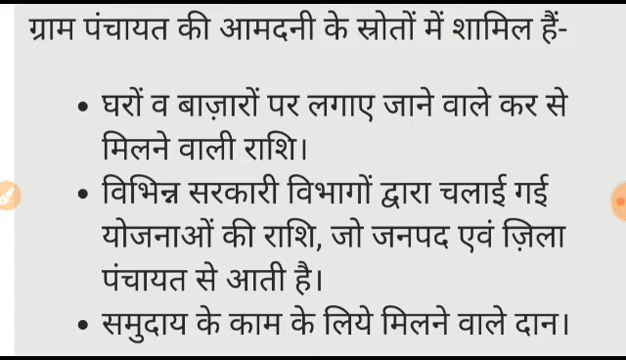 ग्राम पंचायत की आमदनी के स्रोतों में शामिल हैं-
• घरों व बाज़ारों पर लगाए जाने वाले कर से
मिलने वाली राशि।
• विभिन्न सरकारी विभागों द्वारा चलाई गई
योजनाओं की राशि, जो जनपद एवं ज़िला
पंचायत से आती है।
• समुदाय के काम के लिये मिलने वाले दान।